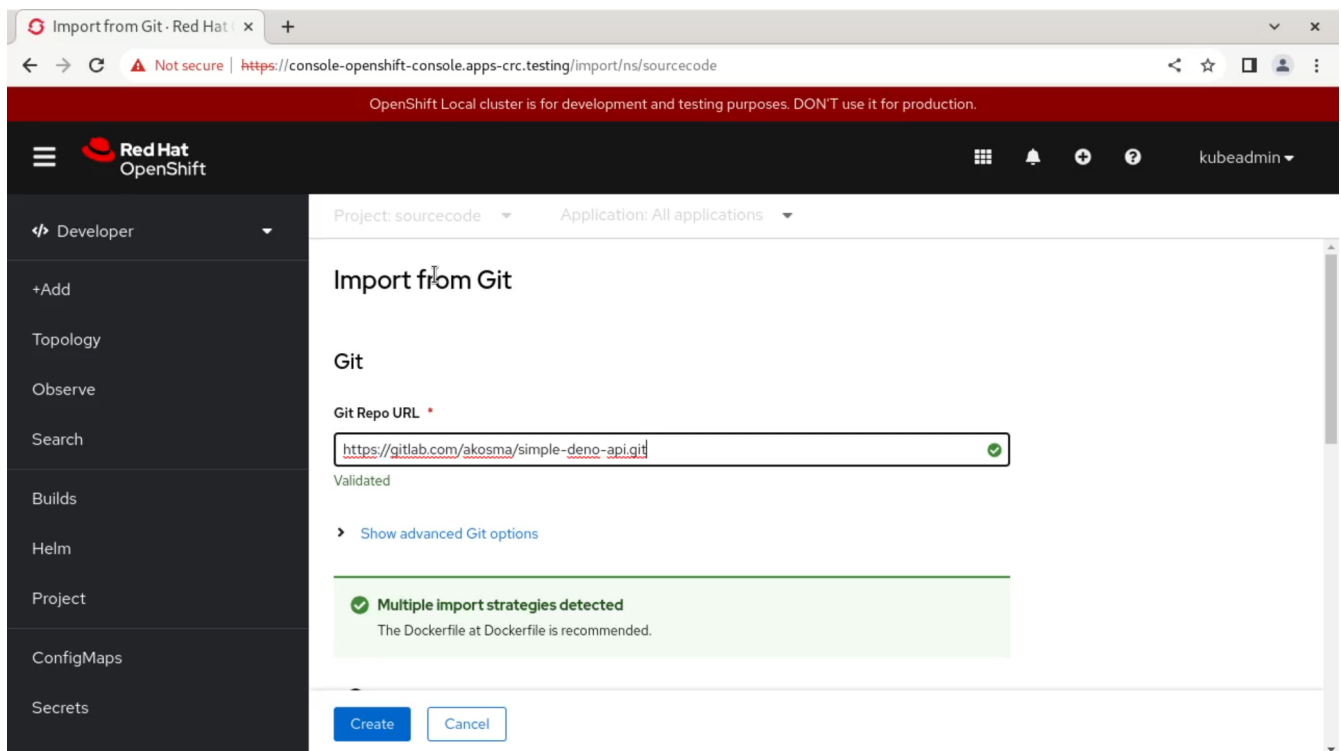 Import from Git · Red Hat
Not secure
https://console-openshift-console.apps-crc.testing/import/ns/sourcecode
OpenShift Local cluster is for development and testing purposes. DON'T use it for production.
Red Hat
OpenShift
kubeadmin
Developer
+Add
Topology
Observe
Search
Builds
Helm
Project
ConfigMaps
Secrets
Project: sourcecode
Application: All applications
Import from Git
Git
Git Repo URL *
https://gitlab.com/akosma/simple-deno-api.git
Validated
Show advanced Git options
Multiple import strategies detected
The Dockerfile at Dockerfile is recommended.
Create
Cancel